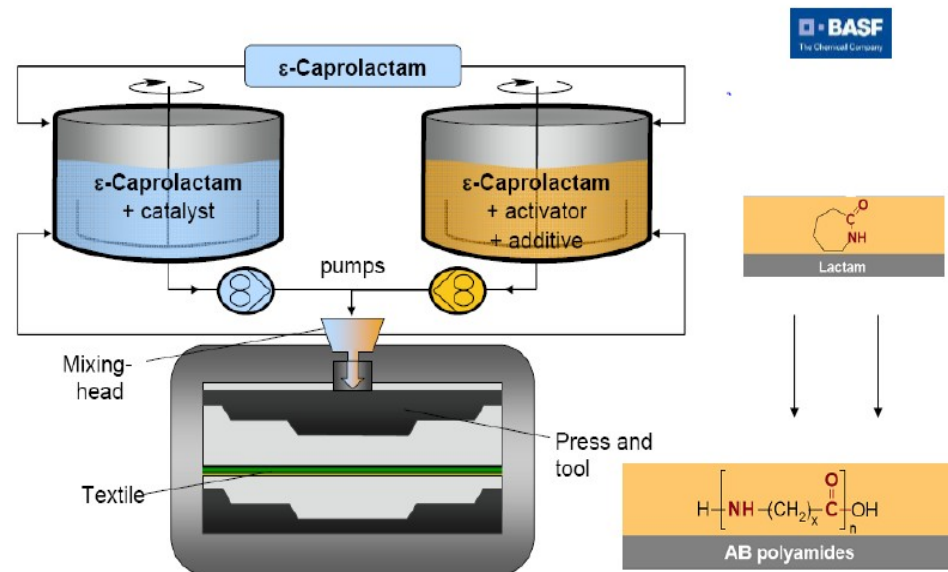 BASF
The Chemical Company
ε-Caprolactam
ε-Caprolactam
+ catalyst
ε-Caprolactam
+ activator
+ additive
pumps
Mixing-
head
Press and
tool
Textile
O
C
NH
Lactam
O
H-[NH-(CH2)x-C]n-OH
AB polyamides